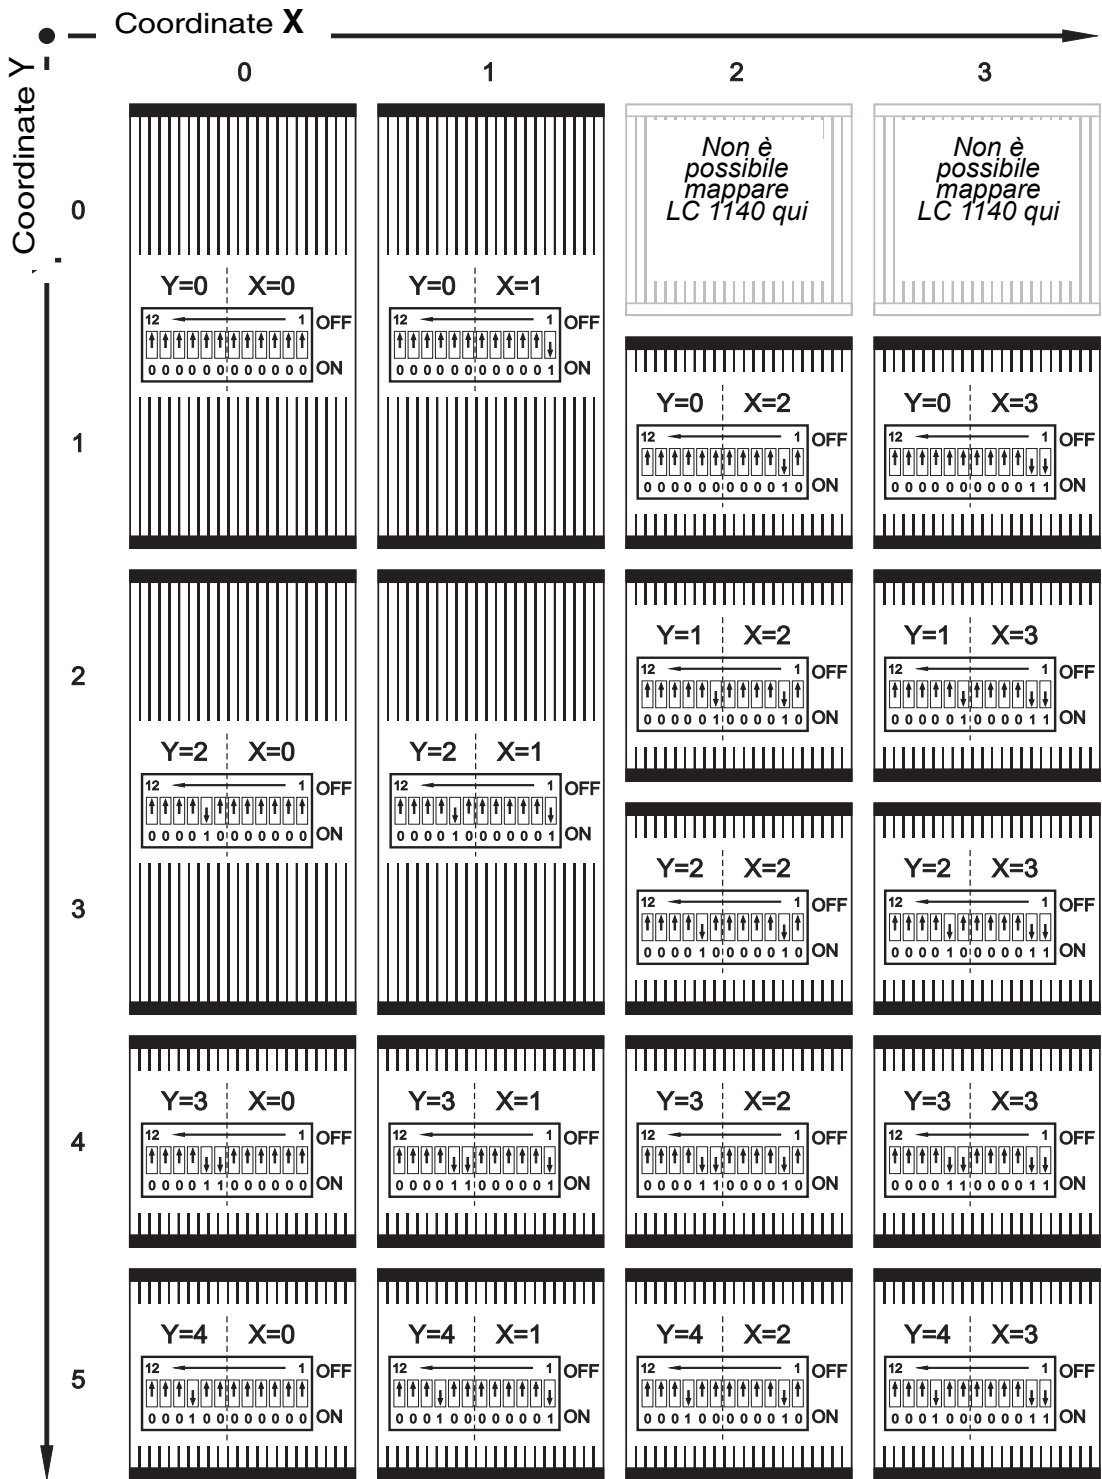 Coordinate X
Coordinate Y
0 1 2 3
0
Non è
possibile
mappare
LC 1140 qui
Non è
possibile
mappare
LC 1140 qui
Y=0 X=0
12 1 OFF
000000000000 ON
Y=0 X=1
12 1 OFF
000000000001 ON
1
Y=0 X=2
12 1 OFF
000000000010 ON
Y=0 X=3
12 1 OFF
000000000011 ON
2
Y=1 X=2
12 1 OFF
000001000010 ON
Y=1 X=3
12 1 OFF
000001000011 ON
Y=2 X=0
12 1 OFF
000010000000 ON
Y=2 X=1
12 1 OFF
000010000001 ON
3
Y=2 X=2
12 1 OFF
000010000010 ON
Y=2 X=3
12 1 OFF
000010000011 ON
4
Y=3 X=0
12 1 OFF
000011000000 ON
Y=3 X=1
12 1 OFF
000011000001 ON
Y=3 X=2
12 1 OFF
000011000010 ON
Y=3 X=3
12 1 OFF
000011000011 ON
5
Y=4 X=0
12 1 OFF
000100000000 ON
Y=4 X=1
12 1 OFF
000100000001 ON
Y=4 X=2
12 1 OFF
000100000010 ON
Y=4 X=3
12 1 OFF
000100000011 ON